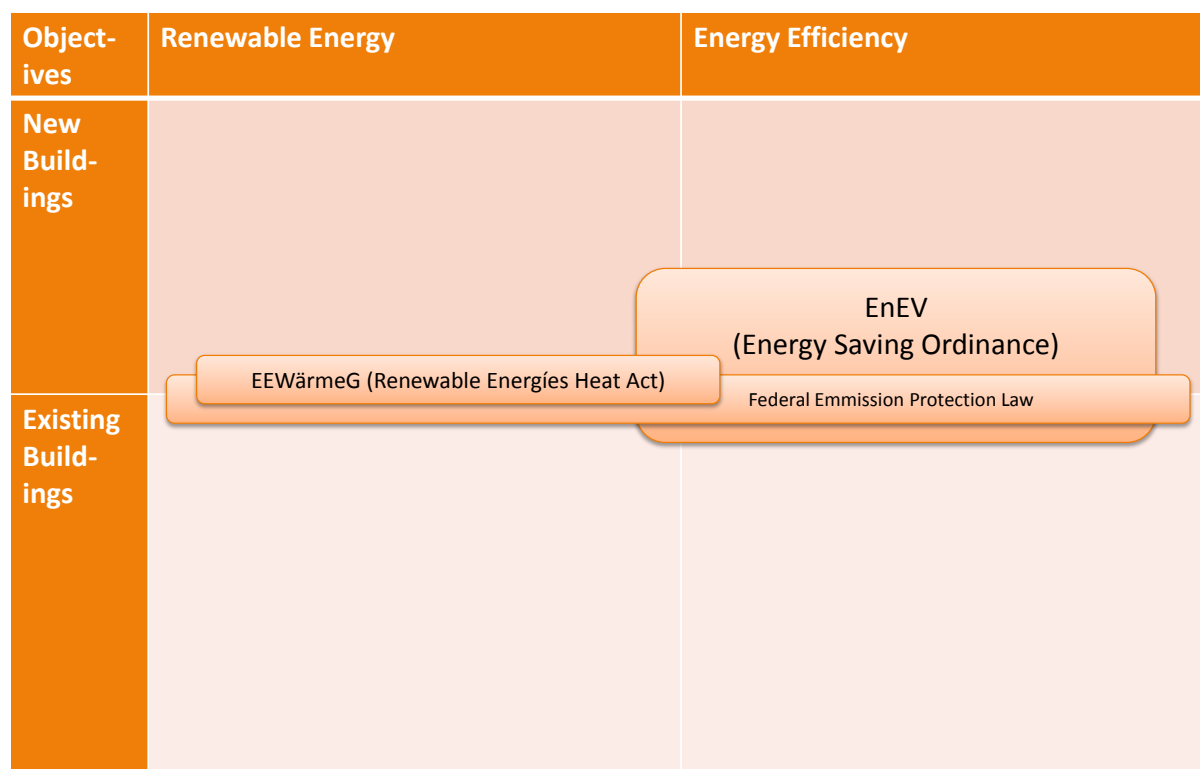 Object-
ives
Renewable Energy
Energy Efficiency
New
Build-
ings
EnEV
(Energy Saving Ordinance)
EEWärmeG (Renewable Energíes Heat Act)
Federal Emmission Protection Law
Existing
Build-
ings